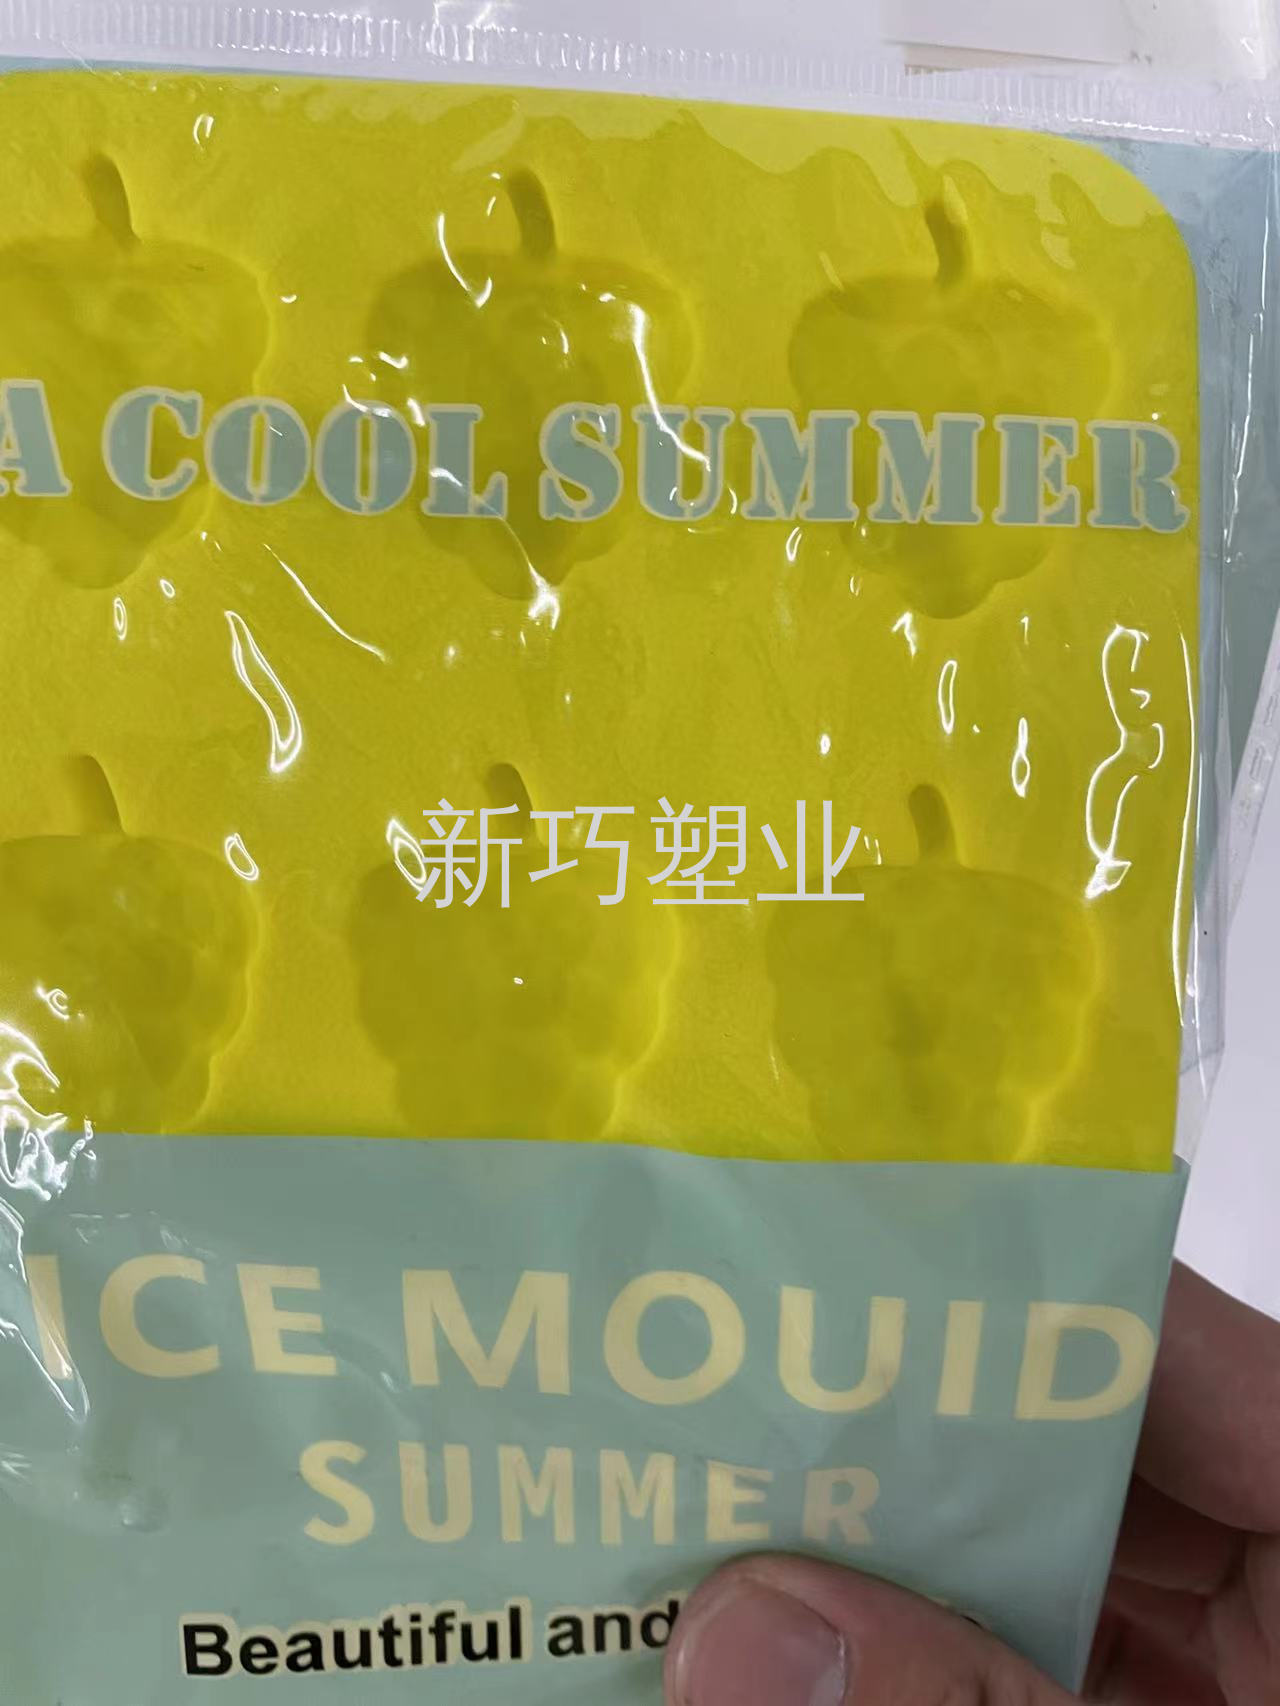 A COOL SUMMER
新巧塑业
ICE MOUID
SUMMER
Beautiful and